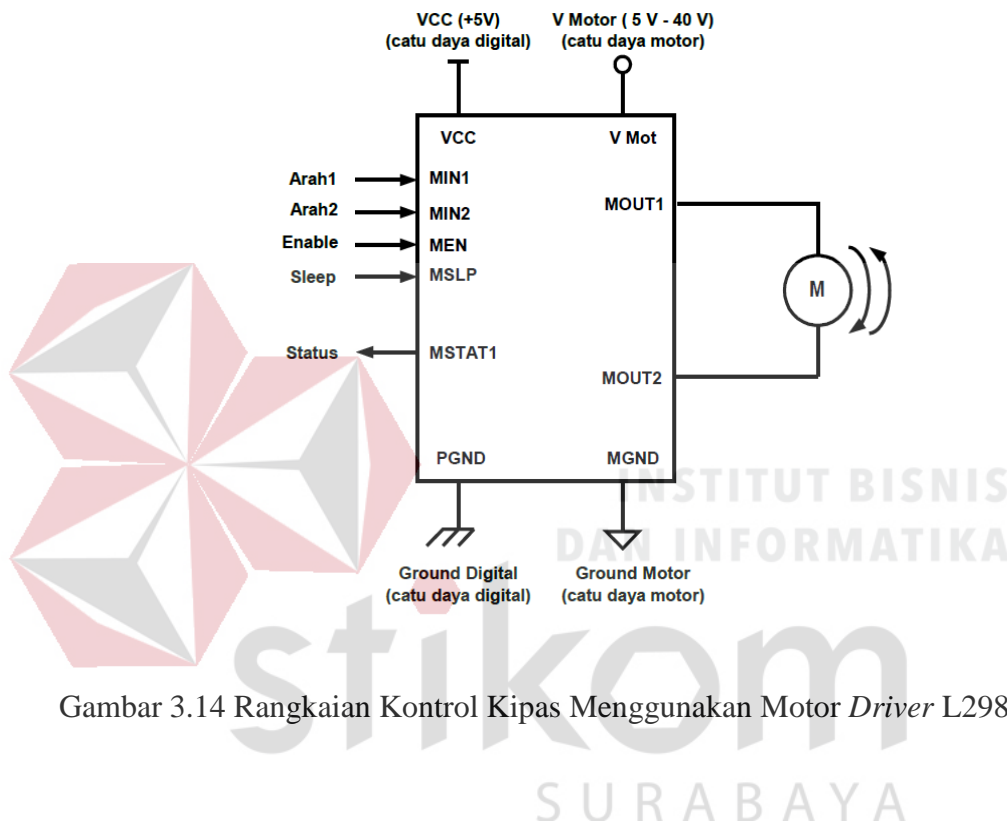 VCC (+5V)
(catu daya digital)
V Motor ( 5 V - 40 V)
(catu daya motor)
VCC
V Mot
Arah1
MIN1
MOUT1
Arah2
MIN2
Enable
MEN
Sleep
MSLP
M
Status
MSTAT1
MOUT2
PGND
MGND
INSTITUT BISNIS
DAN INFORMATIKA
Ground Digital
(catu daya digital)
Ground Motor
(catu daya motor)
stikom
Gambar 3.14 Rangkaian Kontrol Kipas Menggunakan Motor Driver L298
SURABAYA